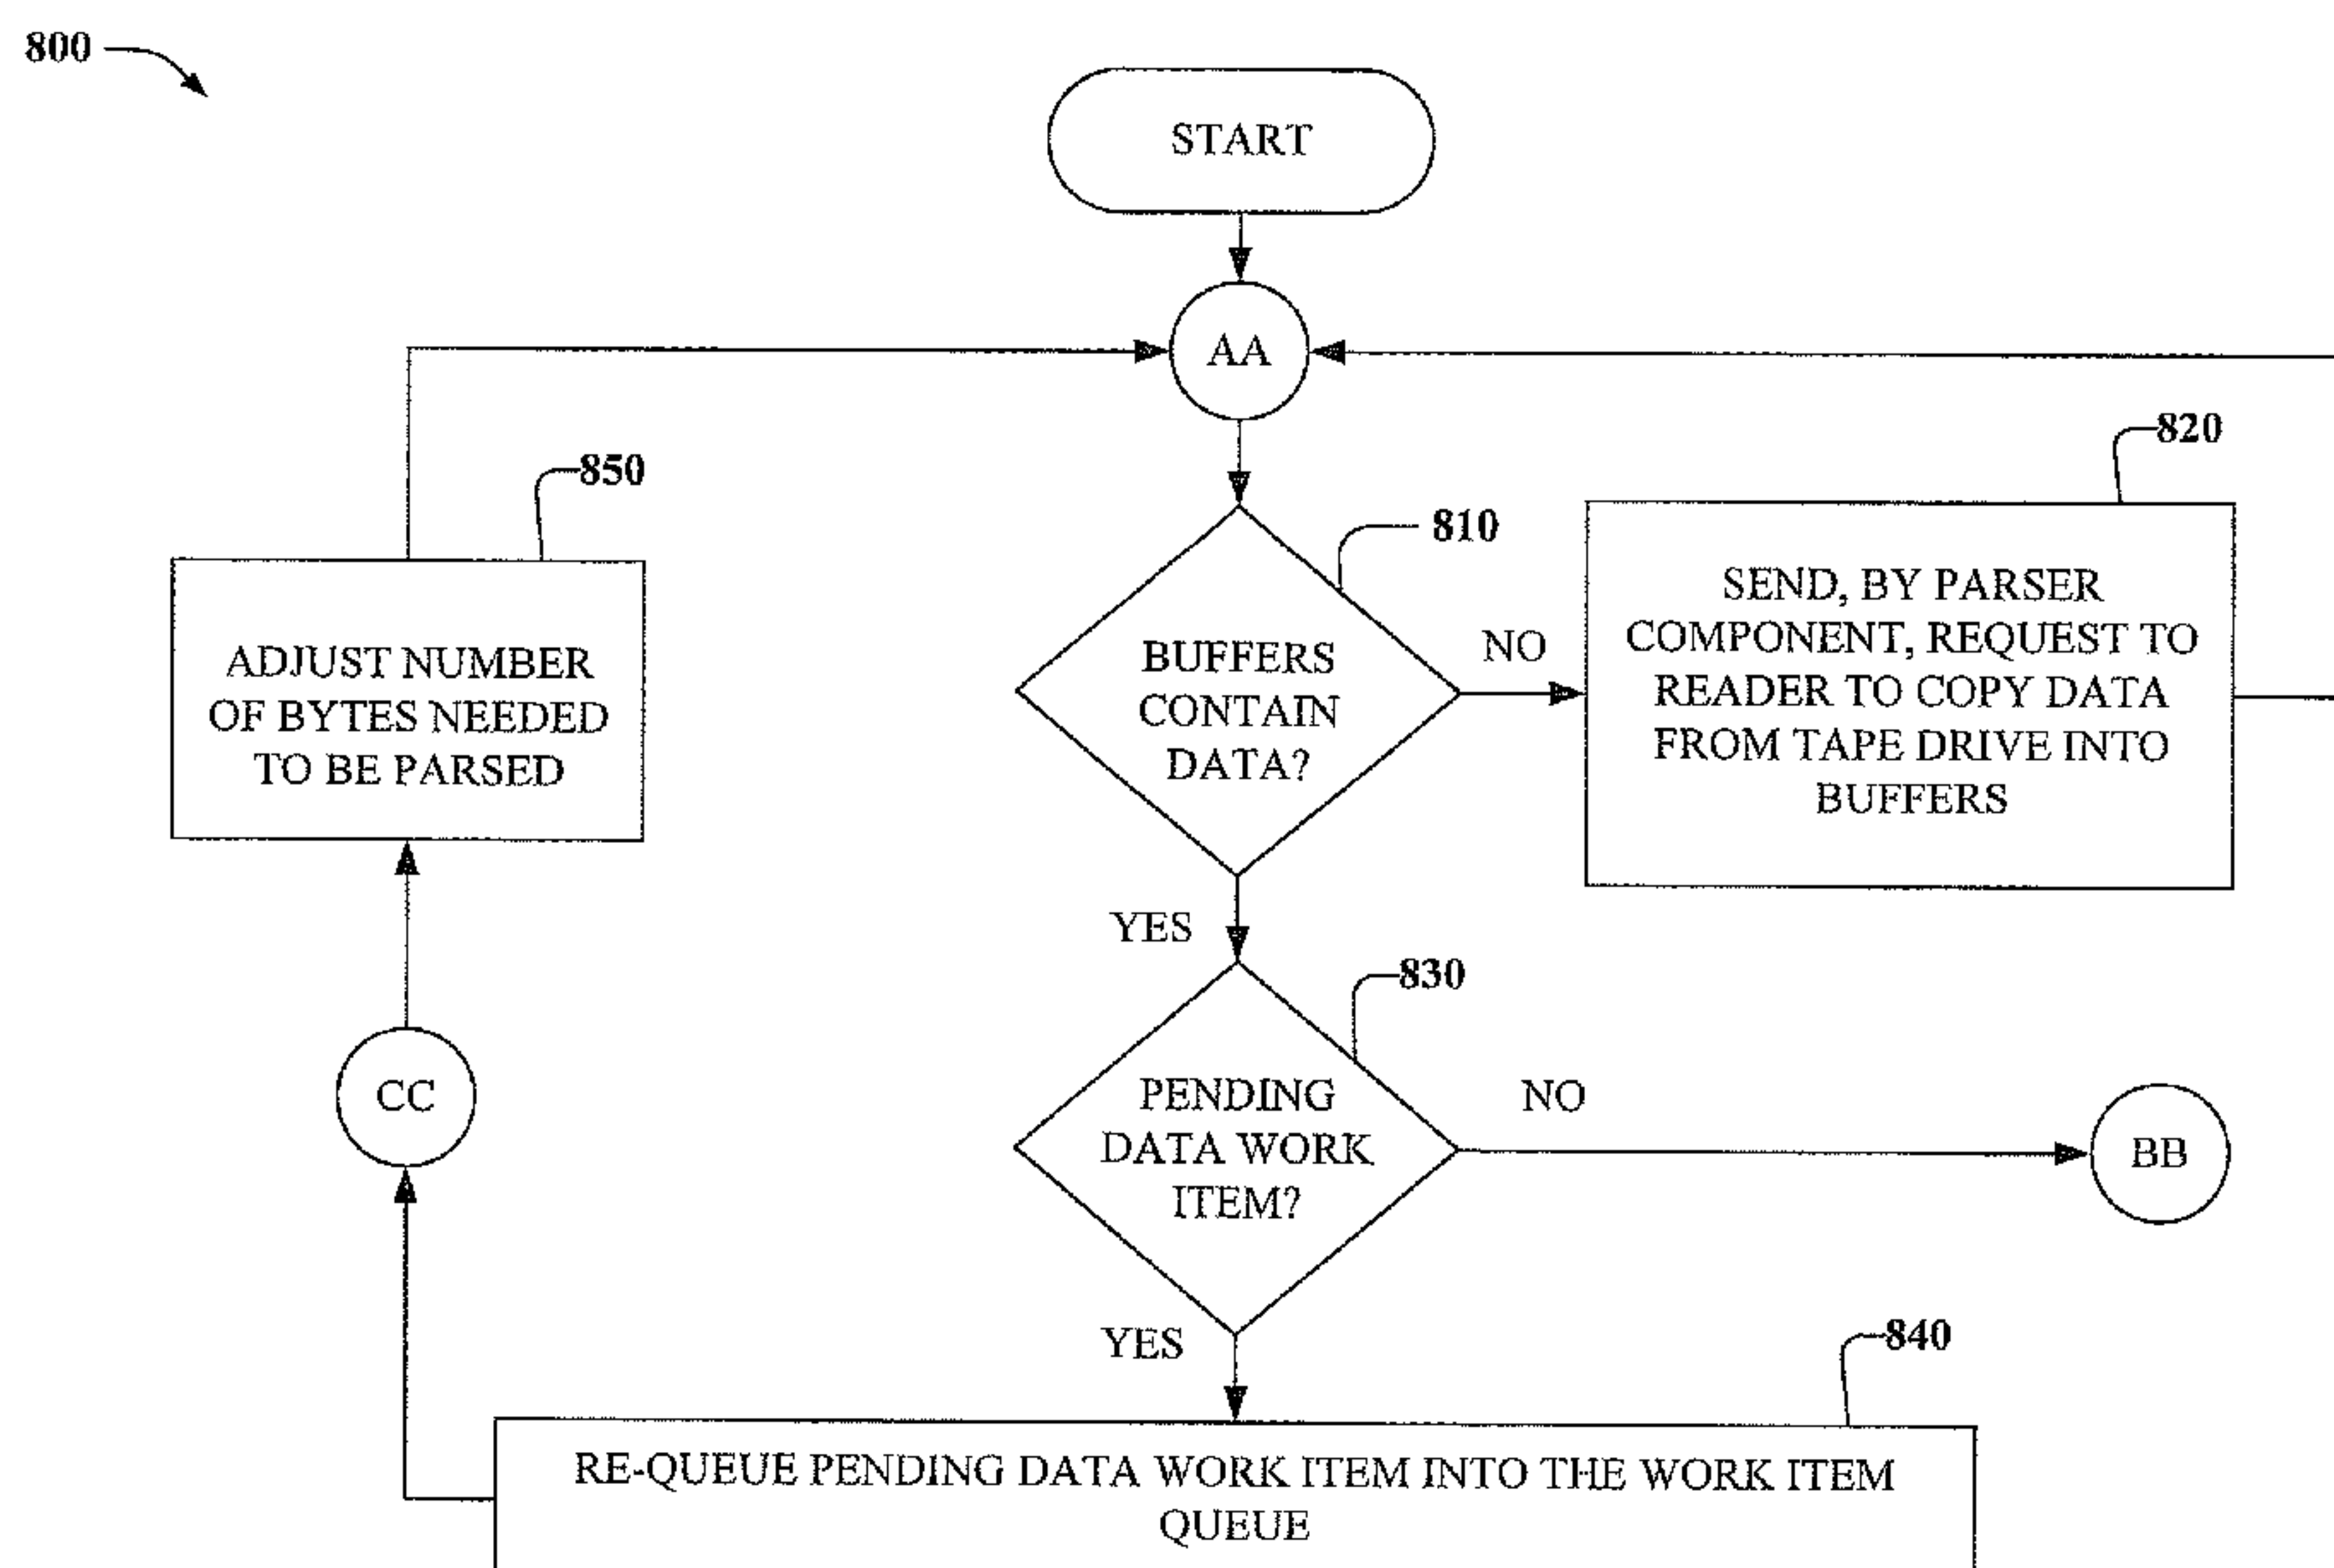 800
START
AA
820
850
810
SEND, BY PARSER
COMPONENT, REQUEST TO
READER TO COPY DATA
FROM TAPE DRIVE INTO
BUFFERS
NO
BUFFERS
CONTAIN
DATA?
ADJUST NUMBER
OF BYTES NEEDED
TO BE PARSED
YES
830
CC
PENDING
DATA WORK
ITEM?
NO
BB
YES
840
RE-QUEUE PENDING DATA WORK ITEM INTO THE WORK ITEM
QUEUE